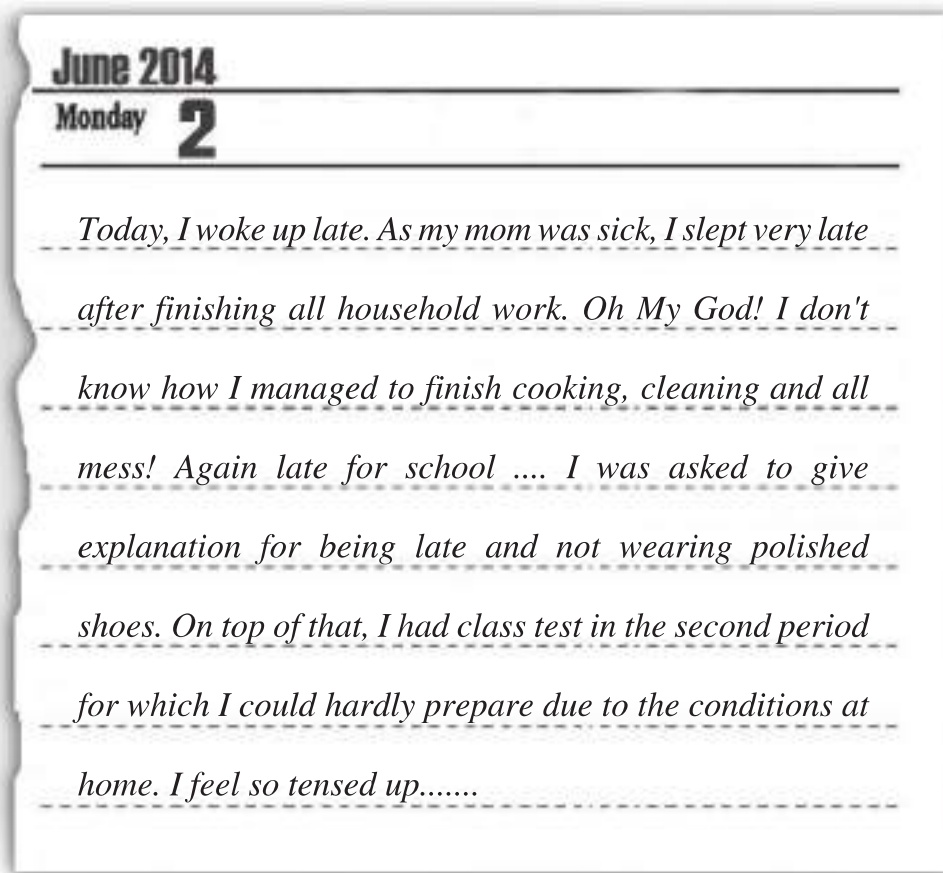 June 2014
Monday 2
Today, I woke up late. As my mom was sick, I slept very late
after finishing all household work. Oh My God! I don't
know how I managed to finish cooking, cleaning and all
mess! Again late for school .... I was asked to give
explanation for being late and not wearing polished
shoes. On top of that, I had class test in the second period
for which I could hardly prepare due to the conditions at
home. I feel so tensed up.......